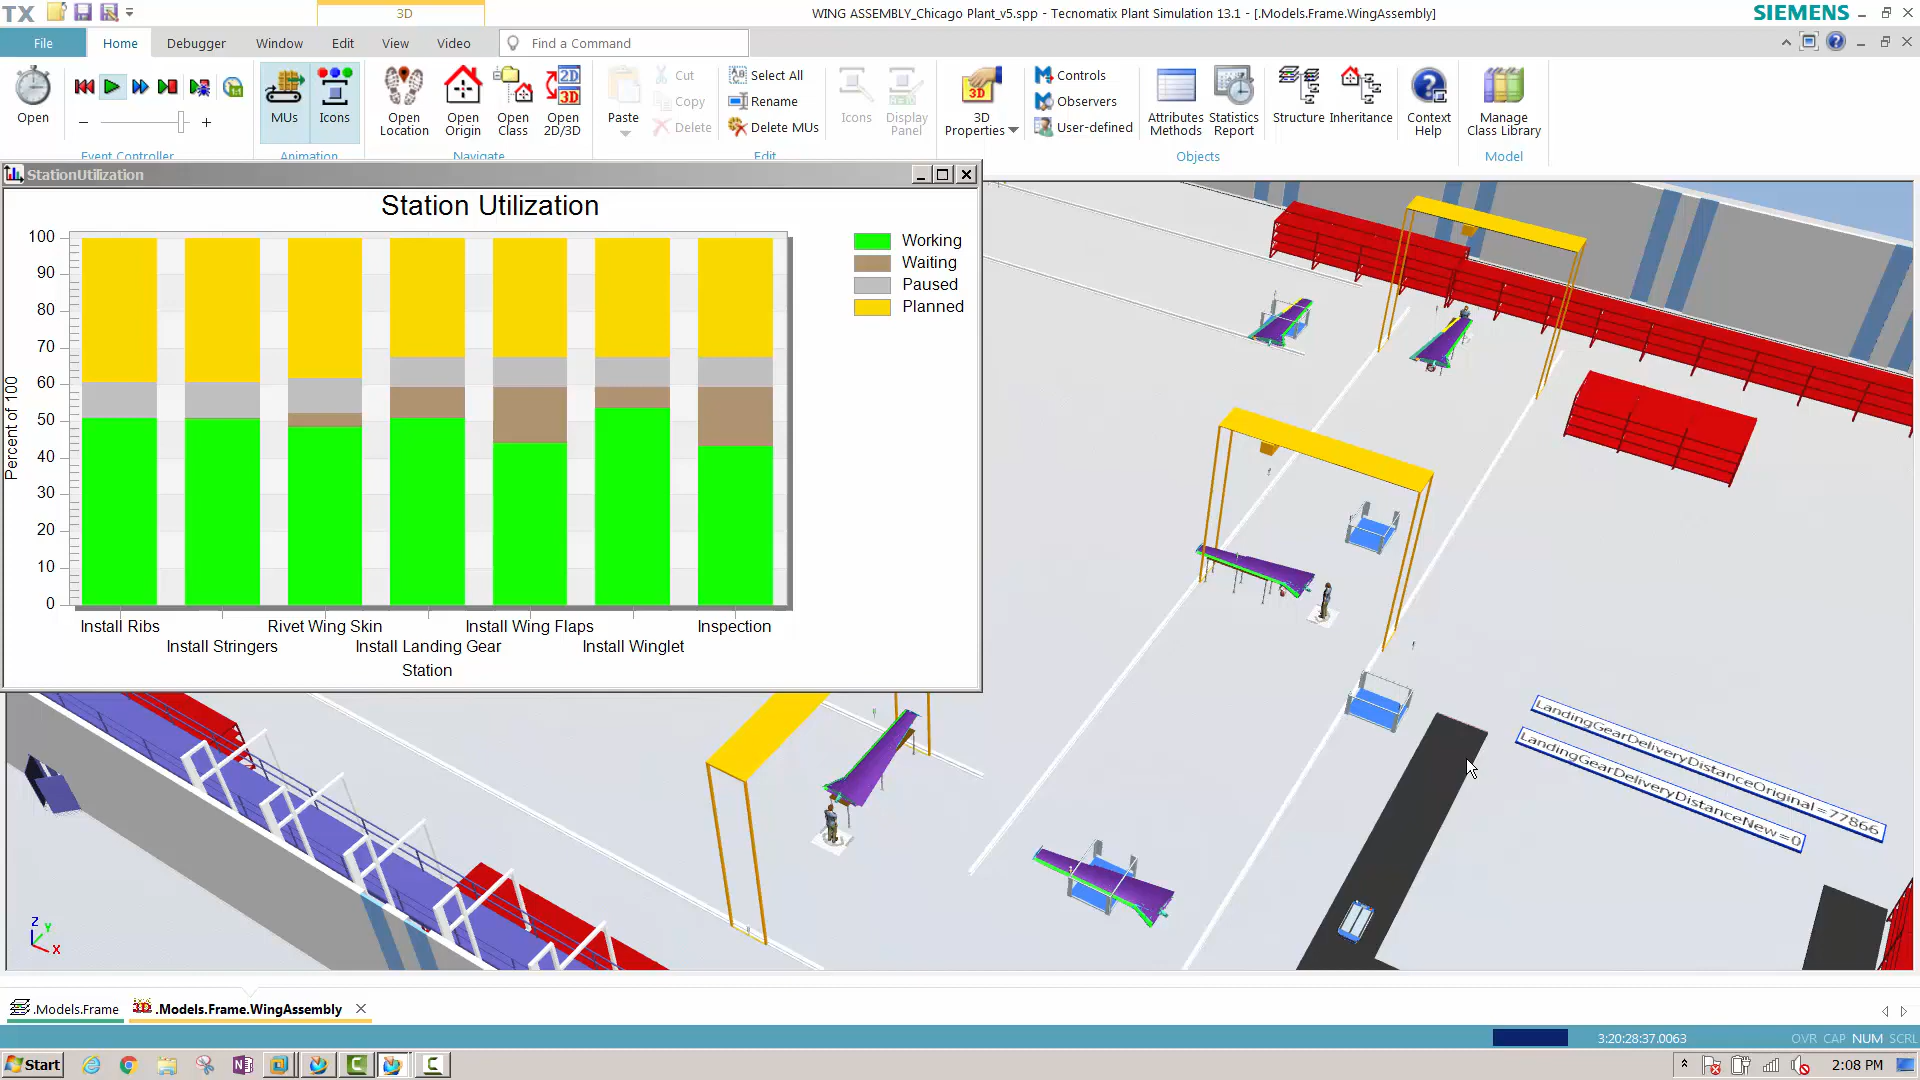 TX
3D
WING ASSEMBLY_Chicago Plant_v5.spp - Tecnomatix Plant Simulation 13.1 - [.Models.Frame.WingAssembly]
SIEMENS
File Home Debugger Window Edit View Video Find a Command
Open
MUs
Icons
Open Location
Open Origin
Open Class
Open 2D/3D
Paste
Cut
Copy
Delete
Select All
Rename
Delete MUs
Icons
Display Panel
3D Properties
Controls
Observers
User-defined
Attributes Methods
Statistics Report
Structure
Inheritance
Context Help
Manage Class Library
Event Controller
Animation
Navigate
Edit
Objects
Model
StationUtilization
Station Utilization
Working
Waiting
Paused
Planned
Percent of 100
100
90
80
70
60
50
40
30
20
10
0
Install Ribs
Install Stringers
Rivet Wing Skin
Install Landing Gear
Install Wing Flaps
Install Winglet
Inspection
Station
LandingGearDeliveryDistanceOriginal=77866
LandingGearDeliveryDistanceNew=0
Z
Y
X
.Models.Frame
.Models.Frame.WingAssembly
3:20:28:37.0063
OVR CAP NUM SCRL
Start
2:08 PM